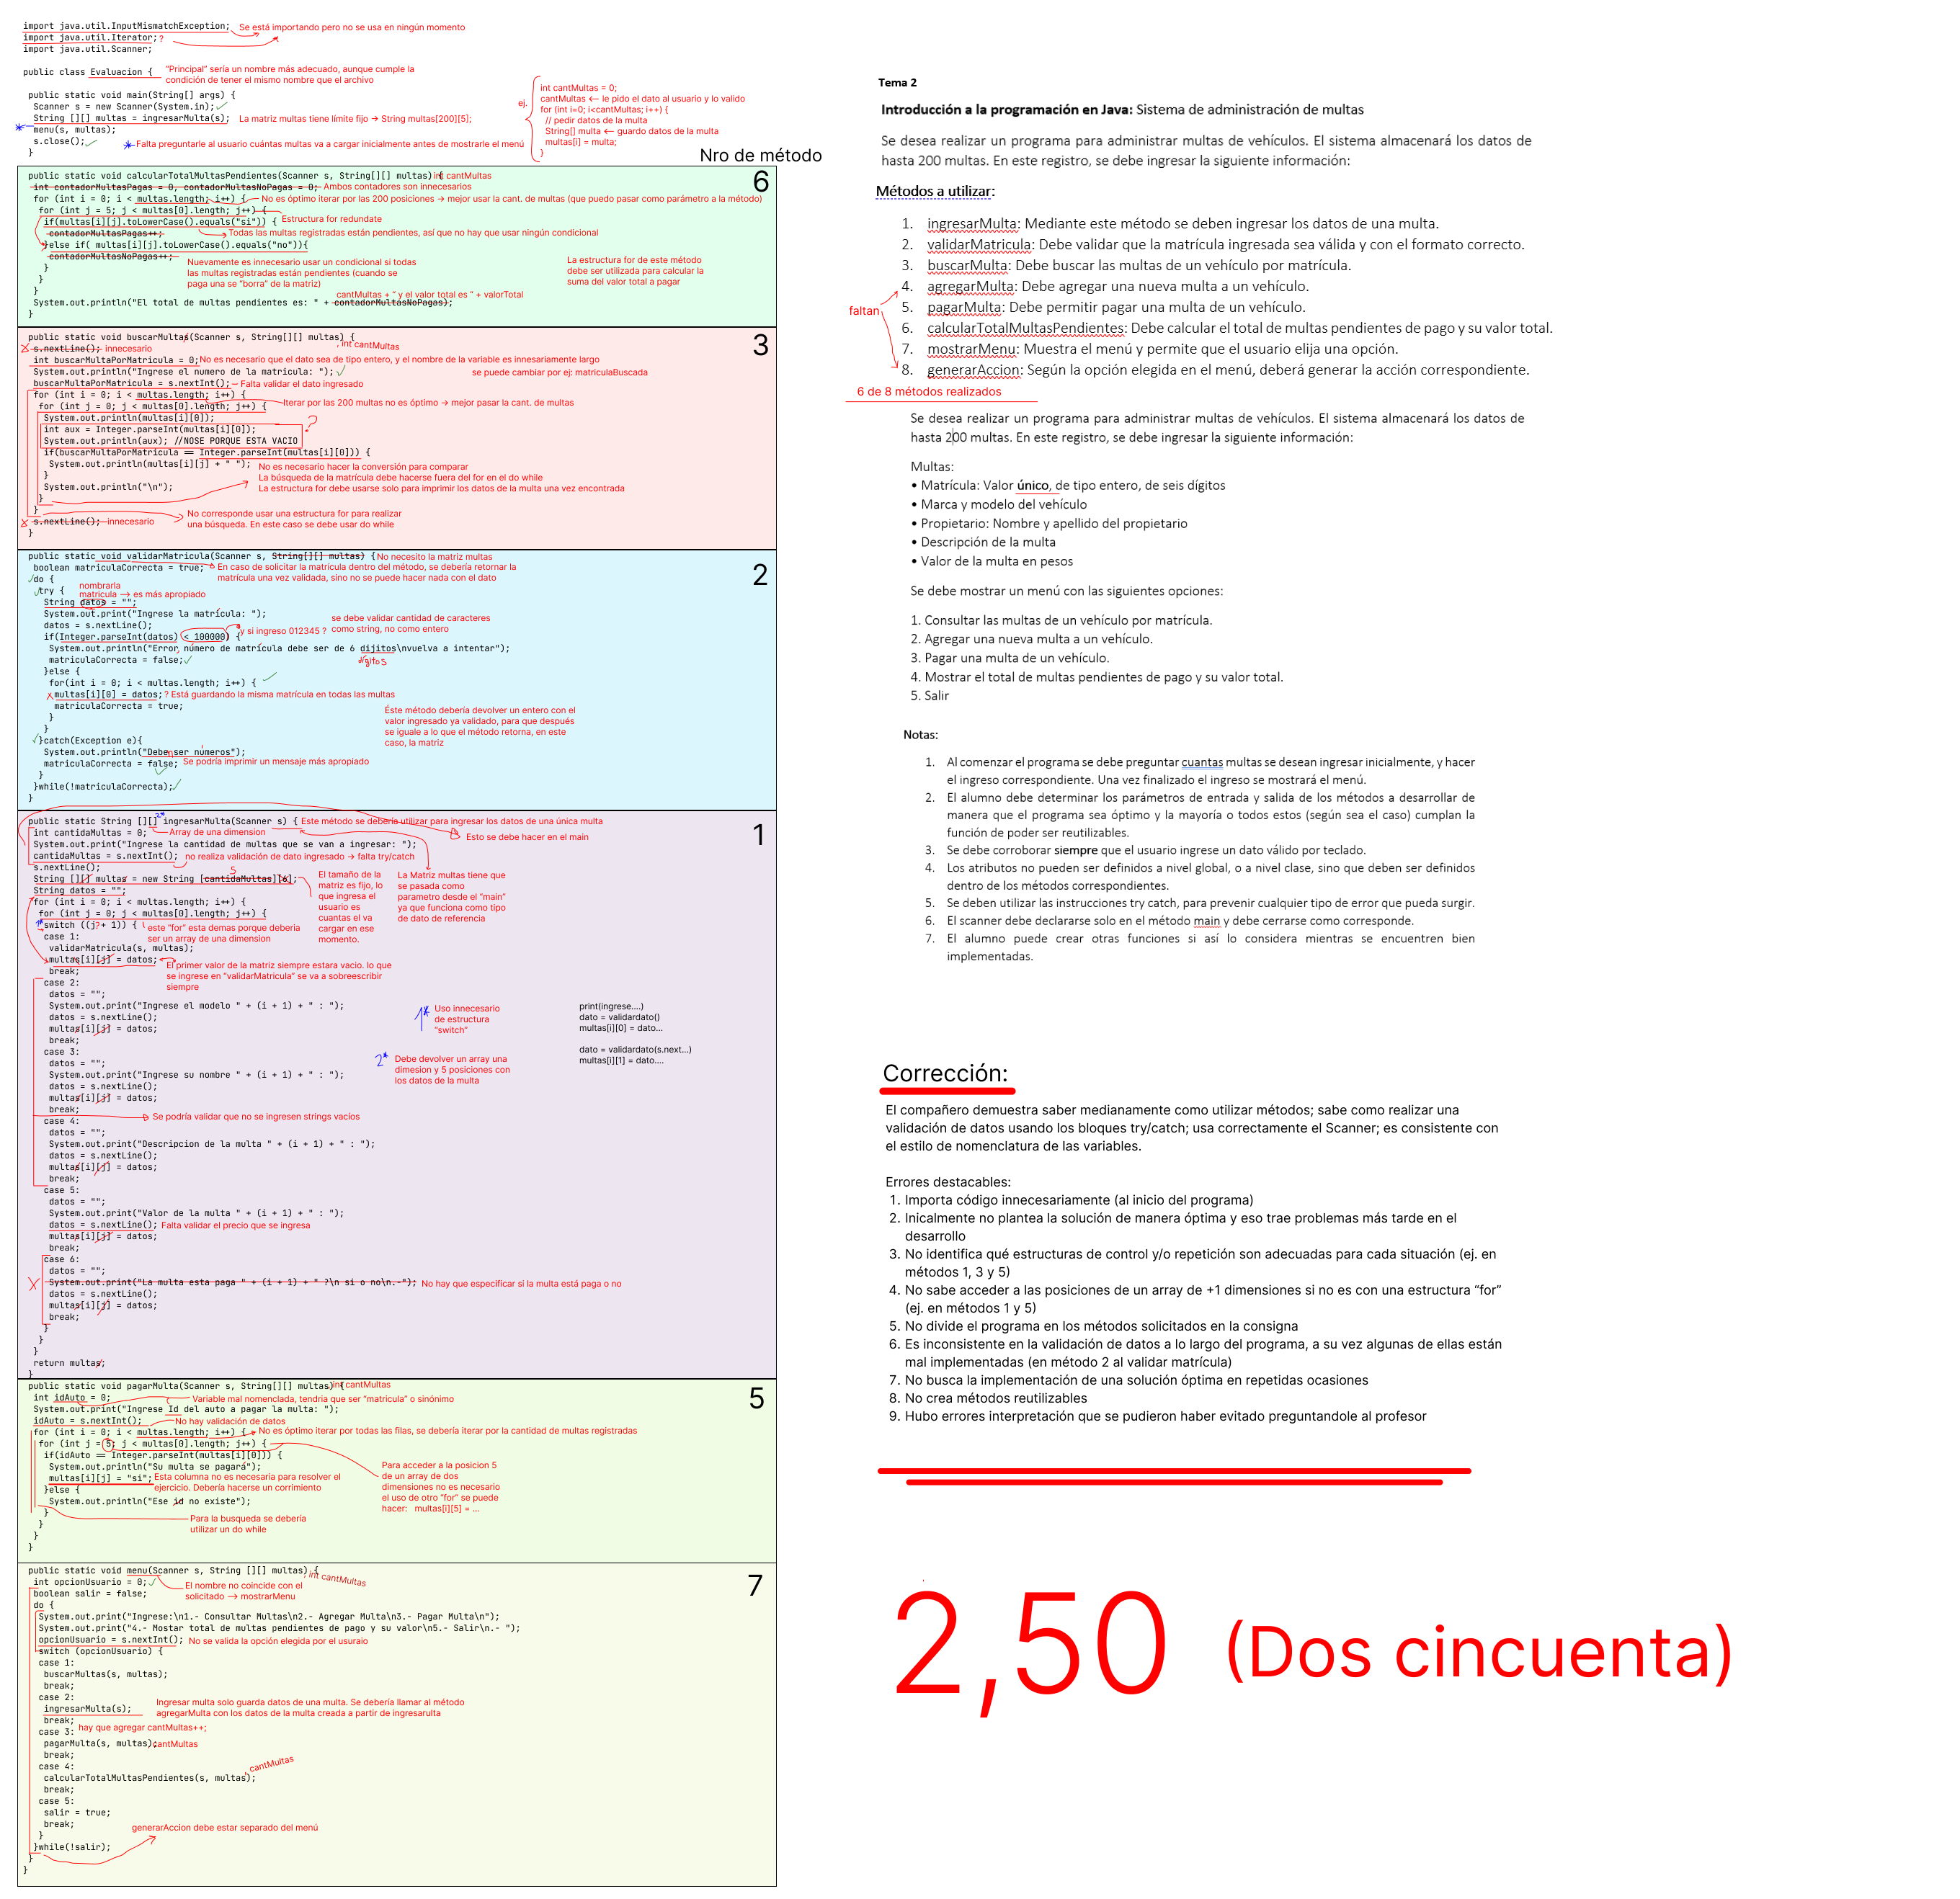 import java.util.InputMismatchException; Se está importando pero no se usa en ningún momento
import java.util.Iterator; ?
import java.util.Scanner;
public class Evaluacion { "Principal" sería un nombre más adecuado, aunque cumple la
condición de tener el mismo nombre que el archivo
public static void main(String[] args) {
Scanner s = new Scanner(System.in);
String [][] multas = ingresarMulta(s); La matriz multas tiene límite fijo → String multas[200][5];
menu(s, multas);
s.close(); * Falta preguntarle al usuario cuántas multas va a cargar inicialmente antes de mostrarle el menú
}
ej.
int cantMultas = 0;
cantMultas <-- le pido el dato al usuario y lo valido
for (int i=0; i<cantMultas; i++) {
// pedir datos de la multa
String[] multa <-- guardo datos de la multa
multas[i] = multa;
}
Nro de método
6
public static void calcularTotalMultasPendientes(Scanner s, String[][] multas) { int cantMultas
int contadorMultasPagas = 0, contadorMultasNoPagas = 0; Ambos contadores son innecesarios
for (int i = 0; i < multas.length; i++) { No es óptimo iterar por las 200 posiciones → mejor usar la cant. de multas (que puedo pasar como parámetro a la método)
for (int j = 5; j < multas[0].length; j++) {
Estructura for redundate
if(multas[i][j].toLowerCase().equals("si")) {
contadorMultasPagas++; Todas las multas registradas están pendientes, así que no hay que usar ningún condicional
}else if( multas[i][j].toLowerCase().equals("no")){
contadorMultasNoPagas++;
Nuevamente es innecesario usar un condicional si todas
las multas registradas están pendientes (cuando se
paga una se "borra" de la matriz)
La estructura for de este método
debe ser utilizada para calcular la
suma del valor total a pagar
}
}
}
cantMultas + " y el valor total es " + valorTotal
System.out.println("El total de multas pendientes es: " + contadorMultasNoPagas);
}
3
public static void buscarMultas(Scanner s, String[][] multas) {
, int cantMultas
s.nextLine(); innecesario
int buscarMultaPorMatricula = 0; No es necesario que el dato sea de tipo entero, y el nombre de la variable es innesariamente largo
System.out.println("Ingrese el numero de la matricula: "); se puede cambiar por ej: matriculaBuscada
buscarMultaPorMatricula = s.nextInt(); Falta validar el dato ingresado
for (int i = 0; i < multas.length; i++) {
for (int j = 0; j < multas[0].length; j++) { Iterar por las 200 multas no es óptimo → mejor pasar la cant. de multas
System.out.println(multas[i][0]);
int aux = Integer.parseInt(multas[i][0]); ?
System.out.println(aux); //NOSE PORQUE ESTA VACIO
if(buscarMultaPorMatricula == Integer.parseInt(multas[i][0])) {
System.out.println(multas[i][j] + " ");
}
System.out.println("\n");
No es necesario hacer la conversión para comparar
La búsqueda de la matrícula debe hacerse fuera del for en el do while
La estructura for debe usarse solo para imprimir los datos de la multa una vez encontrada
}
}
s.nextLine(); innecesario
No corresponde usar una estructura for para realizar
una búsqueda. En este caso se debe usar do while
}
2
public static void validarMatricula(Scanner s, String[][] multas) { No necesito la matriz multas
boolean matriculaCorrecta = true; En caso de solicitar la matrícula dentro del método, se debería retornar la
matrícula una vez validada, sino no se puede hacer nada con el dato
do {
try {
nombrarla
matricula --> es más apropiado
String datos = "";
System.out.print("Ingrese la matrícula: ");
datos = s.nextLine();
if(Integer.parseInt(datos) < 100000) { y si ingreso 012345 ?
se debe validar cantidad de caracteres
como string, no como entero
System.out.println("Error, número de matrícula debe ser de 6 dijitos\nvuelva a intentar");
dígitos
matriculaCorrecta = false;
}else {
for(int i = 0; i < multas.length; i++) {
multas[i][0] = datos; ? Está guardando la misma matrícula en todas las multas
matriculaCorrecta = true;
}
}
Éste método debería devolver un entero con el
valor ingresado ya validado, para que después
se iguale a lo que el método retorna, en este
caso, la matriz
}catch(Exception e){
System.out.println("Deben ser números");
matriculaCorrecta = false; Se podría imprimir un mensaje más apropiado
}
}while(!matriculaCorrecta);
}
1
public static String [][] ingresarMulta(Scanner s) { Este método se debería utilizar para ingresar los datos de una única multa
2*
int cantidaMultas = 0; Array de una dimension
Esto se debe hacer en el main
System.out.print("Ingrese la cantidad de multas que se van a ingresar: ");
cantidaMultas = s.nextInt(); no realiza validación de dato ingresado → falta try/catch
s.nextLine();
5
String [][] multas = new String [cantidaMultas][6];
String datos = "";
El tamaño de la
matriz es fijo, lo
que ingresa el
usuario es
cuantas el va
cargar en ese
momento.
La Matriz multas tiene que
se pasada como
parametro desde el "main"
ya que funciona como tipo
de dato de referencia
for (int i = 0; i < multas.length; i++) {
for (int j = 0; j < multas[0].length; j++) {
1*
switch ((j + 1)) {
este "for" esta demas porque deberia
ser un array de una dimension
case 1:
validarMatricula(s, multas);
multas[i][j] = datos;
break;
El primer valor de la matriz siempre estara vacio. lo que
se ingrese en "validarMatricula" se va a sobreescribir
siempre
case 2:
datos = "";
System.out.print("Ingrese el modelo " + (i + 1) + " : ");
datos = s.nextLine();
multas[i][j] = datos;
break;
1* Uso innecesario
de estructura
"switch"
print(ingrese....)
dato = validardato()
multas[i][0] = dato...
dato = validardato(s.next...)
multas[i][1] = dato....
case 3:
datos = "";
System.out.print("Ingrese su nombre " + (i + 1) + " : ");
datos = s.nextLine();
multas[i][j] = datos;
break;
2* Debe devolver un array una
dimesion y 5 posiciones con
los datos de la multa
Se podría validar que no se ingresen strings vacíos
case 4:
datos = "";
System.out.print("Descripcion de la multa " + (i + 1) + " : ");
datos = s.nextLine();
multas[i][j] = datos;
break;
case 5:
datos = "";
System.out.print("Valor de la multa " + (i + 1) + " : ");
datos = s.nextLine(); Falta validar el precio que se ingresa
multas[i][j] = datos;
break;
case 6:
datos = "";
System.out.print("La multa esta paga " + (i + 1) + " ?\n si o no\n.-"); No hay que especificar si la multa está paga o no
datos = s.nextLine();
multas[i][j] = datos;
break;
}
}
}
return multas;
}
5
public static void pagarMulta(Scanner s, String[][] multas) { int cantMultas
int idAuto = 0; Variable mal nomenclada, tendria que ser "matricula" o sinónimo
System.out.print("Ingrese Id del auto a pagar la multa: ");
idAuto = s.nextInt(); No hay validación de datos
for (int i = 0; i < multas.length; i++) { No es óptimo iterar por todas las filas, se debería iterar por la cantidad de multas registradas
for (int j = 5; j < multas[0].length; j++) {
if(idAuto == Integer.parseInt(multas[i][0])) {
System.out.println("Su multa se pagará");
multas[i][j] = "si"; Esta columna no es necesaria para resolver el
ejercicio. Debería hacerse un corrimiento
}else {
System.out.println("Ese id no existe");
Para acceder a la posicion 5
de un array de dos
dimensiones no es necesario
el uso de otro "for" se puede
hacer: multas[i][5] = ...
}
Para la busqueda se debería
utilizar un do while
}
}
}
7
public static void menu(Scanner s, String [][] multas) {
, int cantMultas
int opcionUsuario = 0; El nombre no coincide con el
solicitado --> mostrarMenu
boolean salir = false;
do {
System.out.print("Ingrese:\n1.- Consultar Multas\n2.- Agregar Multa\n3.- Pagar Multa\n");
System.out.print("4.- Mostar total de multas pendientes de pago y su valor\n5.- Salir\n.- ");
opcionUsuario = s.nextInt(); No se valida la opción elegida por el usuraio
switch (opcionUsuario) {
case 1:
buscarMultas(s, multas);
break;
case 2:
ingresarMulta(s);
Ingresar multa solo guarda datos de una multa. Se debería llamar al método
agregarMulta con los datos de la multa creada a partir de ingresarulta
break;
hay que agregar cantMultas++;
case 3:
pagarMulta(s, multas); cantMultas
break;
case 4:
, cantMultas
calcularTotalMultasPendientes(s, multas);
break;
case 5:
salir = true;
break;
generarAccion debe estar separado del menú
}
}while(!salir);
}
}
Tema 2
Introducción a la programación en Java: Sistema de administración de multas
Se desea realizar un programa para administrar multas de vehículos. El sistema almacenará los datos de
hasta 200 multas. En este registro, se debe ingresar la siguiente información:
Métodos a utilizar:
1. ingresarMulta: Mediante este método se deben ingresar los datos de una multa.
2. validarMatricula: Debe validar que la matrícula ingresada sea válida y con el formato correcto.
3. buscarMulta: Debe buscar las multas de un vehículo por matrícula.
4. agregarMulta: Debe agregar una nueva multa a un vehículo.
5. pagarMulta: Debe permitir pagar una multa de un vehículo.
faltan
6. calcularTotalMultasPendientes: Debe calcular el total de multas pendientes de pago y su valor total.
7. mostrarMenu: Muestra el menú y permite que el usuario elija una opción.
8. generarAccion: Según la opción elegida en el menú, deberá generar la acción correspondiente.
6 de 8 métodos realizados
Se desea realizar un programa para administrar multas de vehículos. El sistema almacenará los datos de
hasta 200 multas. En este registro, se debe ingresar la siguiente información:
Multas:
• Matrícula: Valor único, de tipo entero, de seis dígitos
• Marca y modelo del vehículo
• Propietario: Nombre y apellido del propietario
• Descripción de la multa
• Valor de la multa en pesos
Se debe mostrar un menú con las siguientes opciones:
1. Consultar las multas de un vehículo por matrícula.
2. Agregar una nueva multa a un vehículo.
3. Pagar una multa de un vehículo.
4. Mostrar el total de multas pendientes de pago y su valor total.
5. Salir
Notas:
1. Al comenzar el programa se debe preguntar cuantas multas se desean ingresar inicialmente, y hacer
el ingreso correspondiente. Una vez finalizado el ingreso se mostrará el menú.
2. El alumno debe determinar los parámetros de entrada y salida de los métodos a desarrollar de
manera que el programa sea óptimo y la mayoría o todos estos (según sea el caso) cumplan la
función de poder ser reutilizables.
3. Se debe corroborar siempre que el usuario ingrese un dato válido por teclado.
4. Los atributos no pueden ser definidos a nivel global, o a nivel clase, sino que deben ser definidos
dentro de los métodos correspondientes.
5. Se deben utilizar las instrucciones try catch, para prevenir cualquier tipo de error que pueda surgir.
6. El scanner debe declararse solo en el método main y debe cerrarse como corresponde.
7. El alumno puede crear otras funciones si así lo considera mientras se encuentren bien
implementadas.
Corrección:
El compañero demuestra saber medianamente como utilizar métodos; sabe como realizar una
validación de datos usando los bloques try/catch; usa correctamente el Scanner; es consistente con
el estilo de nomenclatura de las variables.
Errores destacables:
1. Importa código innecesariamente (al inicio del programa)
2. Inicalmente no plantea la solución de manera óptima y eso trae problemas más tarde en el
desarrollo
3. No identifica qué estructuras de control y/o repetición son adecuadas para cada situación (ej. en
métodos 1, 3 y 5)
4. No sabe acceder a las posiciones de un array de +1 dimensiones si no es con una estructura "for"
(ej. en métodos 1 y 5)
5. No divide el programa en los métodos solicitados en la consigna
6. Es inconsistente en la validación de datos a lo largo del programa, a su vez algunas de ellas están
mal implementadas (en método 2 al validar matrícula)
7. No busca la implementación de una solución óptima en repetidas ocasiones
8. No crea métodos reutilizables
9. Hubo errores interpretación que se pudieron haber evitado preguntandole al profesor
2,50 (Dos cincuenta)